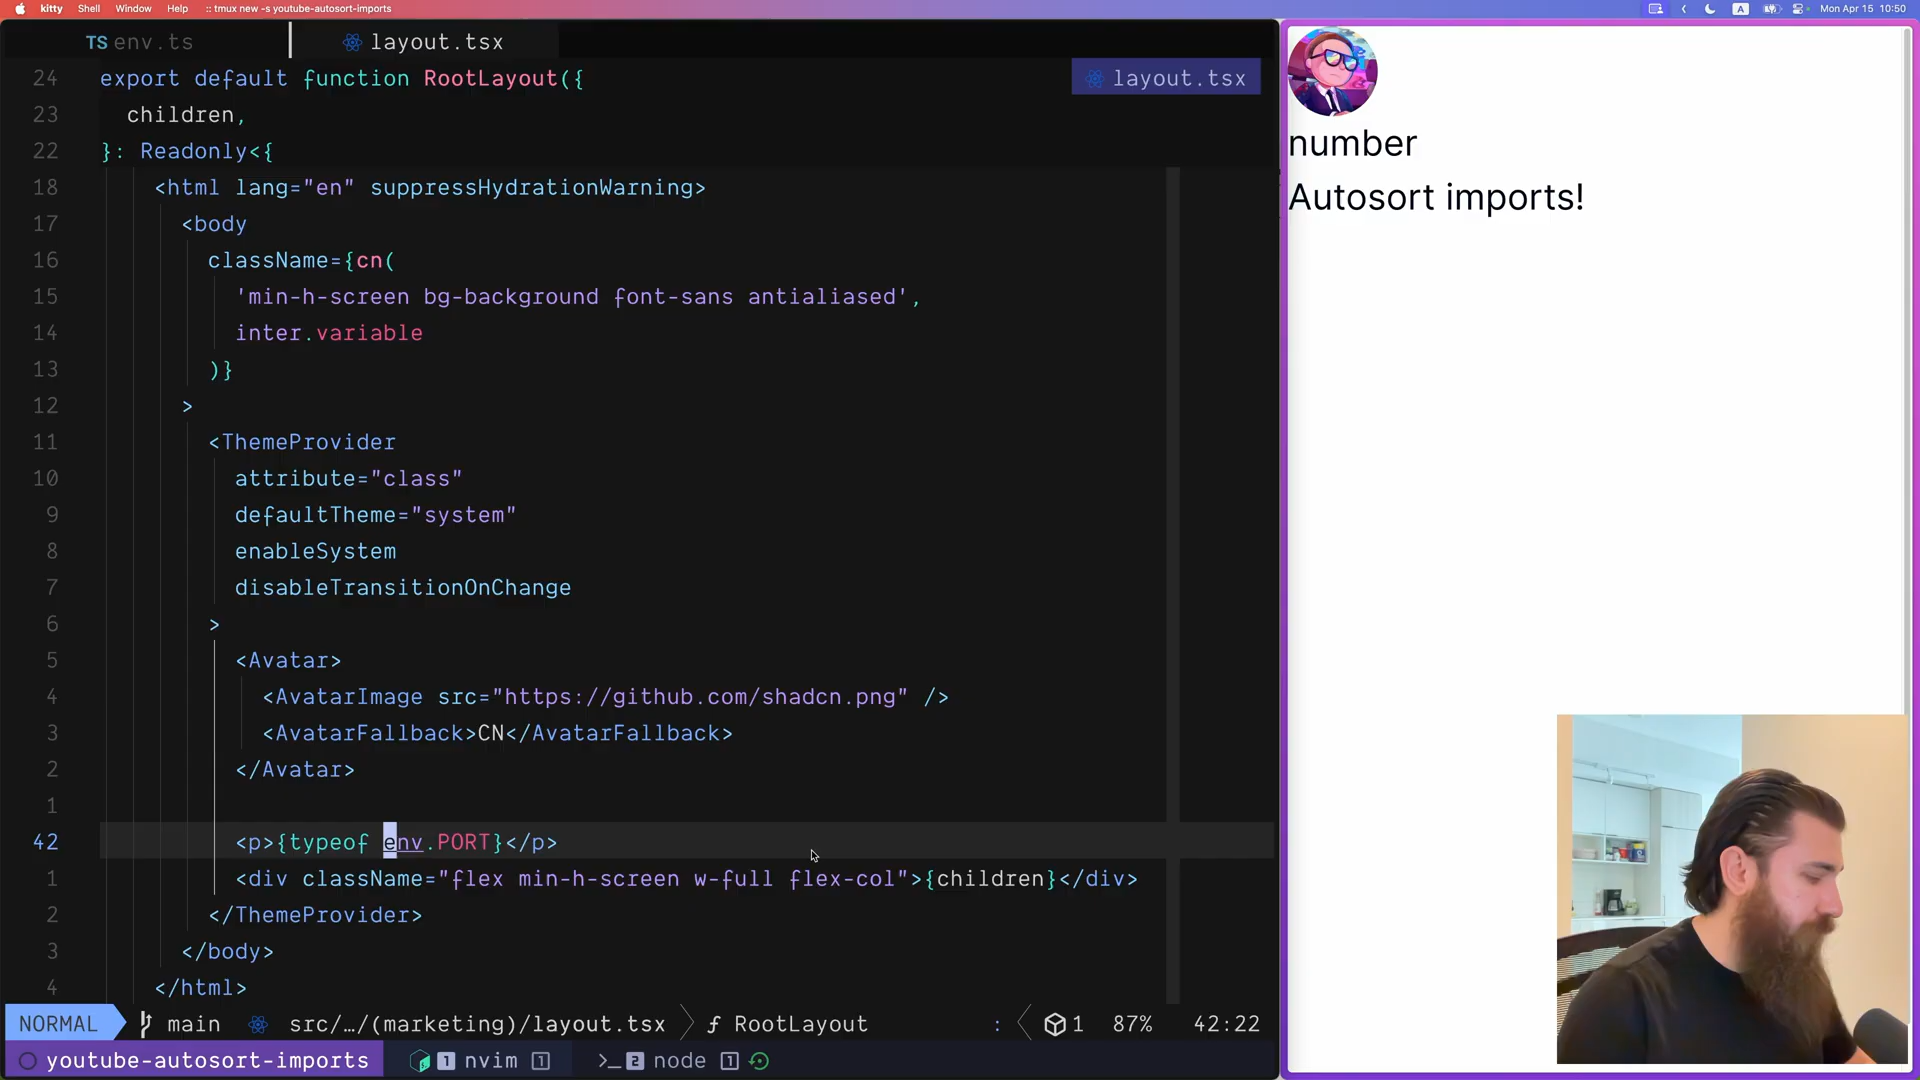 kitty Shell Window Help :: tmux new -s youtube-autosort-imports
A Mon Apr 15 10:50
TS env.ts
layout.tsx
24 export default function RootLayout({
layout.tsx
23 children,
22 }: Readonly<{
18 <html lang="en" suppressHydrationWarning>
17 <body
16 className={cn(
15 'min-h-screen bg-background font-sans antialiased',
14 inter.variable
13 )}
12 >
11 <ThemeProvider
10 attribute="class"
9 defaultTheme="system"
8 enableSystem
7 disableTransitionOnChange
6 >
5 <Avatar>
4 <AvatarImage src="https://github.com/shadcn.png" />
3 <AvatarFallback>CN</AvatarFallback>
2 </Avatar>
1
42 <p>{typeof env.PORT}</p>
1 <div className="flex min-h-screen w-full flex-col">{children}</div>
2 </ThemeProvider>
3 </body>
4 </html>
NORMAL main src/…/(marketing)/layout.tsx ƒ RootLayout : 1 87% 42:22
youtube-autosort-imports 1 nvim 1 >_ 2 node 1
number
Autosort imports!